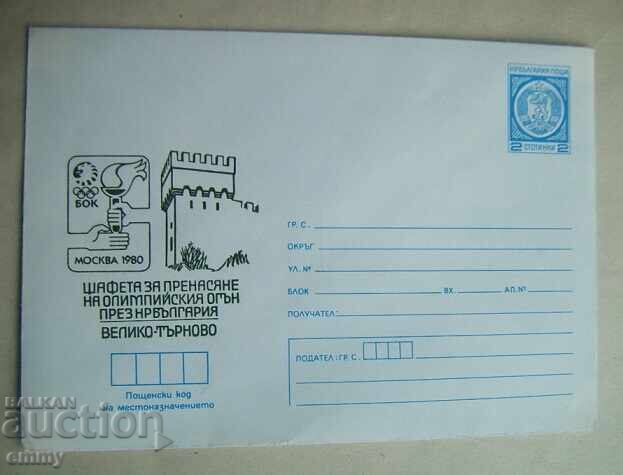 НР БЪЛГАРИЯ ПОЩА
2 СТОТИНКИ 2
БОК
МОСКВА 1980
ЩАФЕТА ЗА ПРЕНАСЯНЕ
НА ОЛИМПИЙСКИЯ ОГЪН
ПРЕЗ НР БЪЛГАРИЯ
ВЕЛИКО-ТЪРНОВО
Пощенски код
на местоназначението
ГР. С.
ОКРЪГ
УЛ. №
БЛОК ВХ. АП. №
ПОЛУЧАТЕЛ:
ПОДАТЕЛ: ГР. С.
BALKAN
auction
emmy